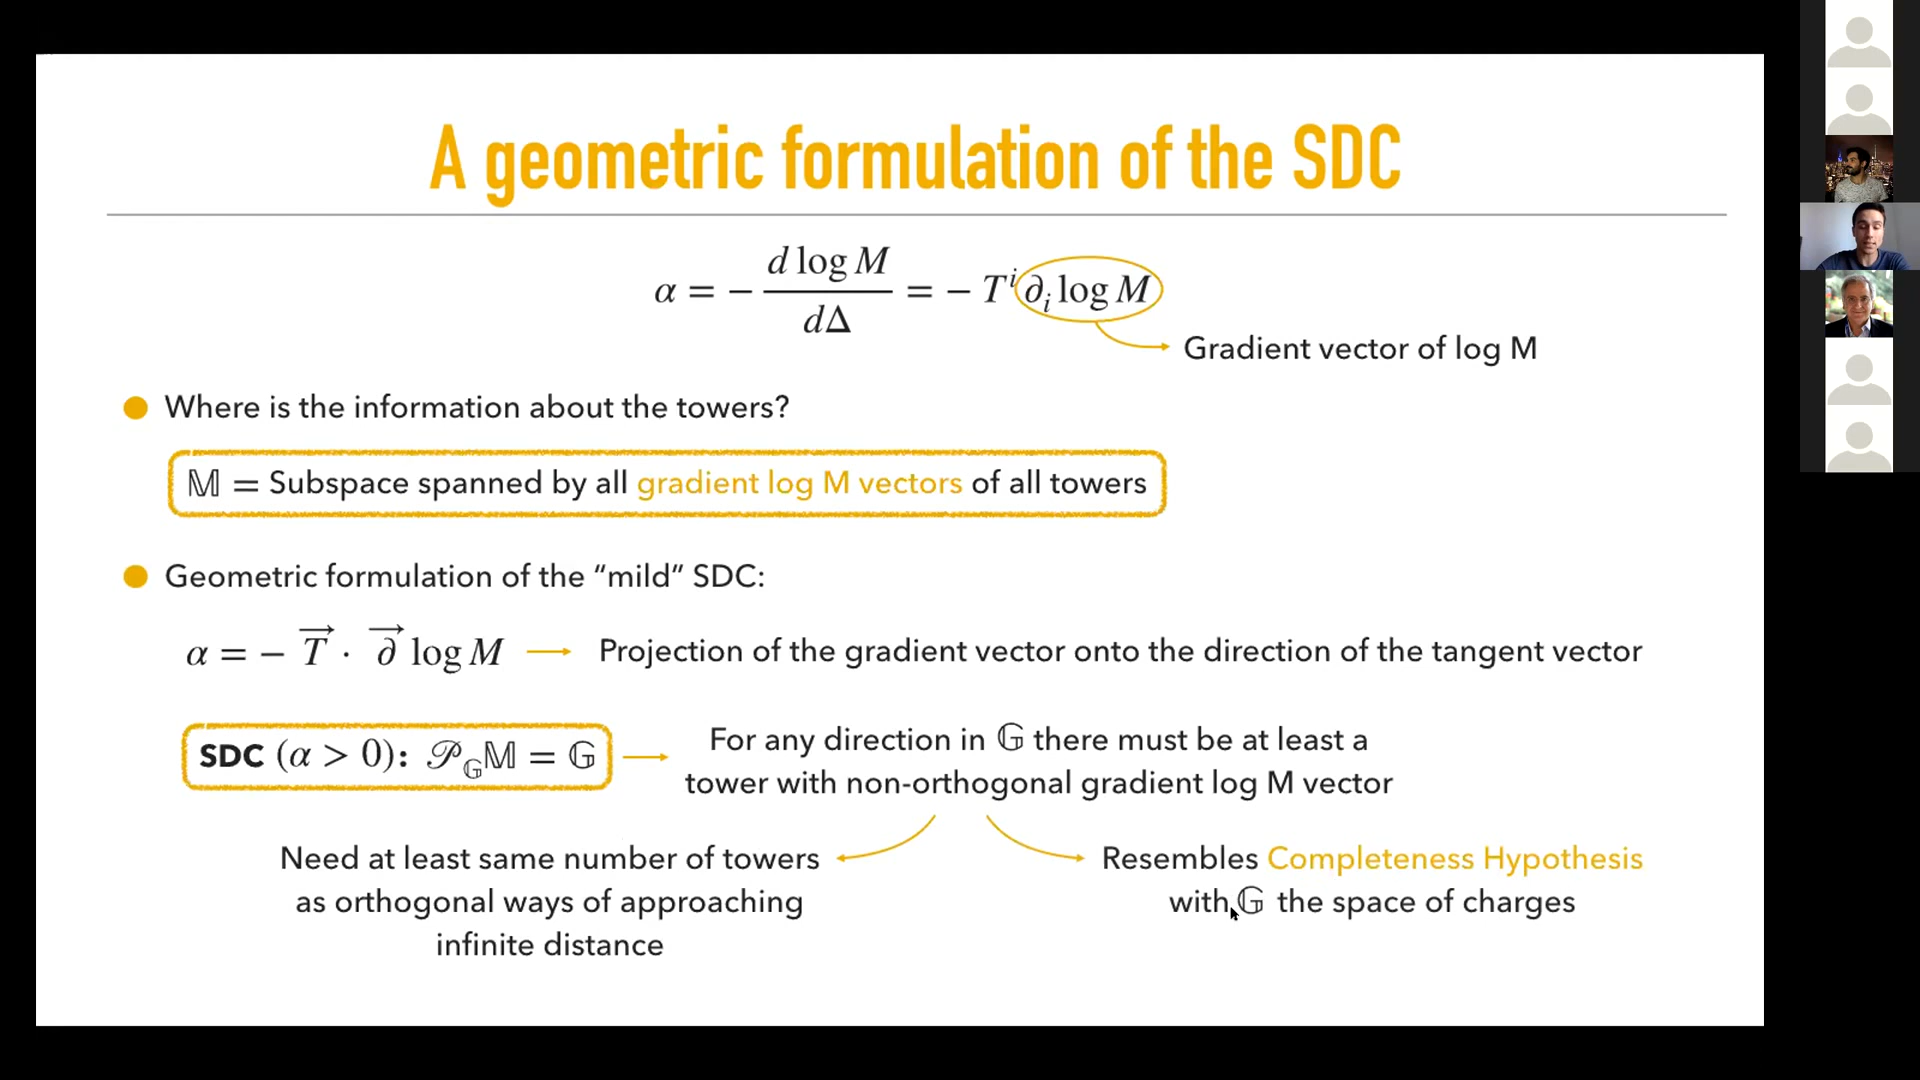 A geometric formulation of the SDC
α = − d log M / dΔ = − Tⁱ ∂ᵢ log M
Gradient vector of log M
Where is the information about the towers?
𝕄 = Subspace spanned by all gradient log M vectors of all towers
Geometric formulation of the “mild” SDC:
α = − T⃗ · ∂⃗ log M
Projection of the gradient vector onto the direction of the tangent vector
SDC (α > 0): 𝒫_𝔾 𝕄 = 𝔾
For any direction in 𝔾 there must be at least a
tower with non-orthogonal gradient log M vector
Need at least same number of towers
as orthogonal ways of approaching
infinite distance
Resembles Completeness Hypothesis
with 𝔾 the space of charges